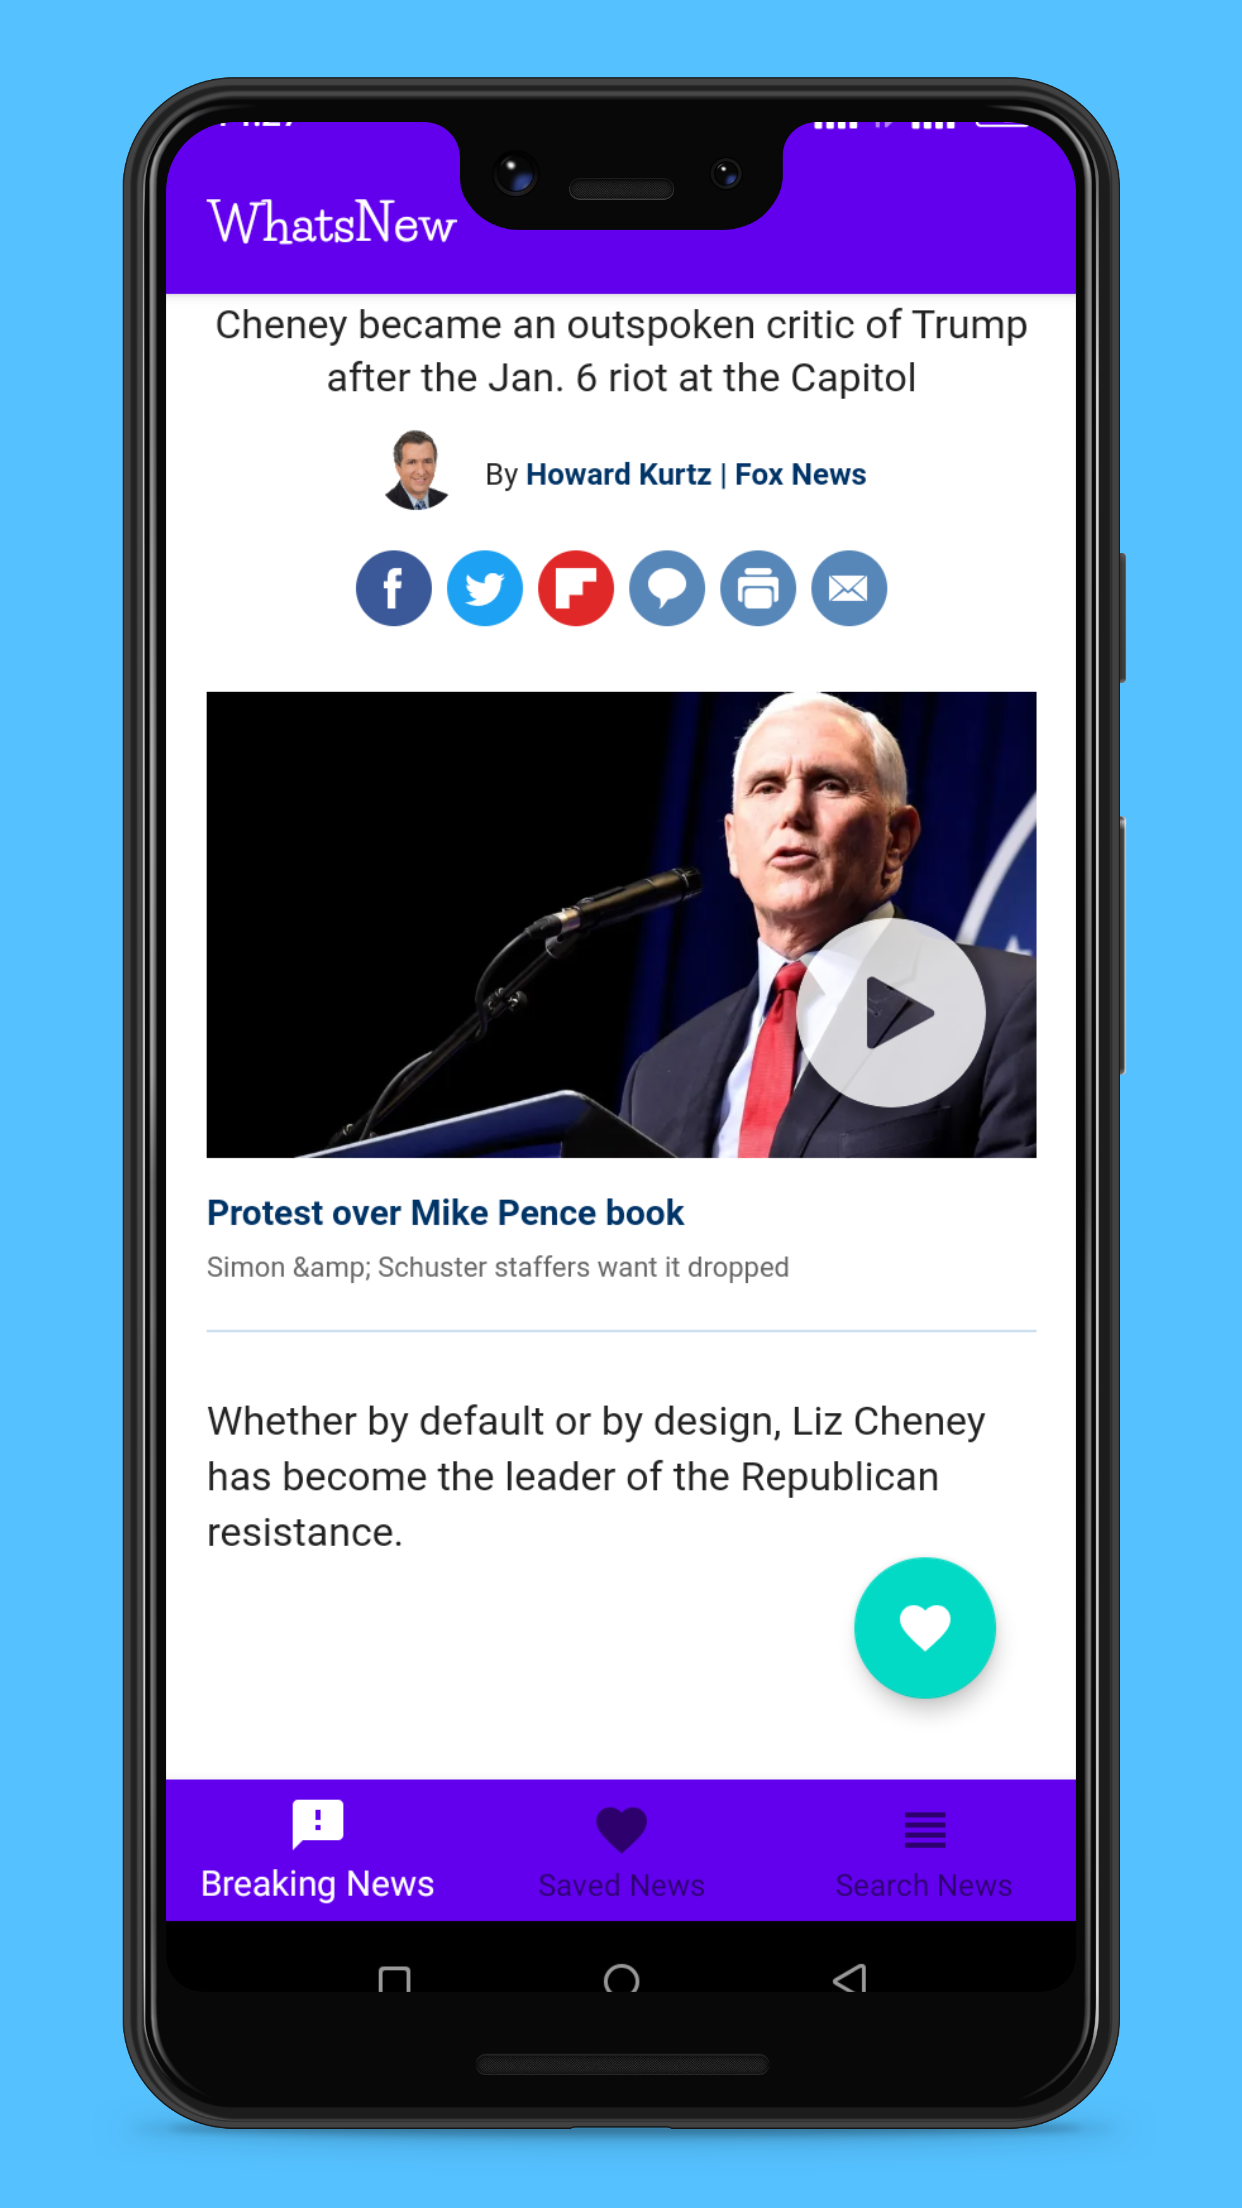 WhatsNew
Cheney became an outspoken critic of Trump
after the Jan. 6 riot at the Capitol
By Howard Kurtz | Fox News
Protest over Mike Pence book
Simon &amp; Schuster staffers want it dropped
Whether by default or by design, Liz Cheney
has become the leader of the Republican
resistance.
Breaking News
Saved News
Search News